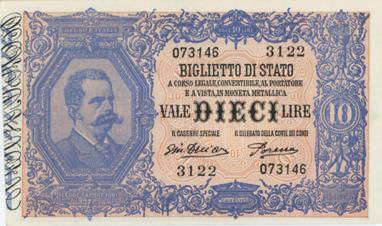 073146 3122
BIGLIETTO DI STATO
A CORSO LEGALE, CONVERTIBILE, AL PORTATORE
E A VISTA, IN MONETA METALLICA
VALE DIECI LIRE
10
IL CASSIERE SPECIALE IL DELEGATO DELLA CORTE DEI CONTI
3122 073146